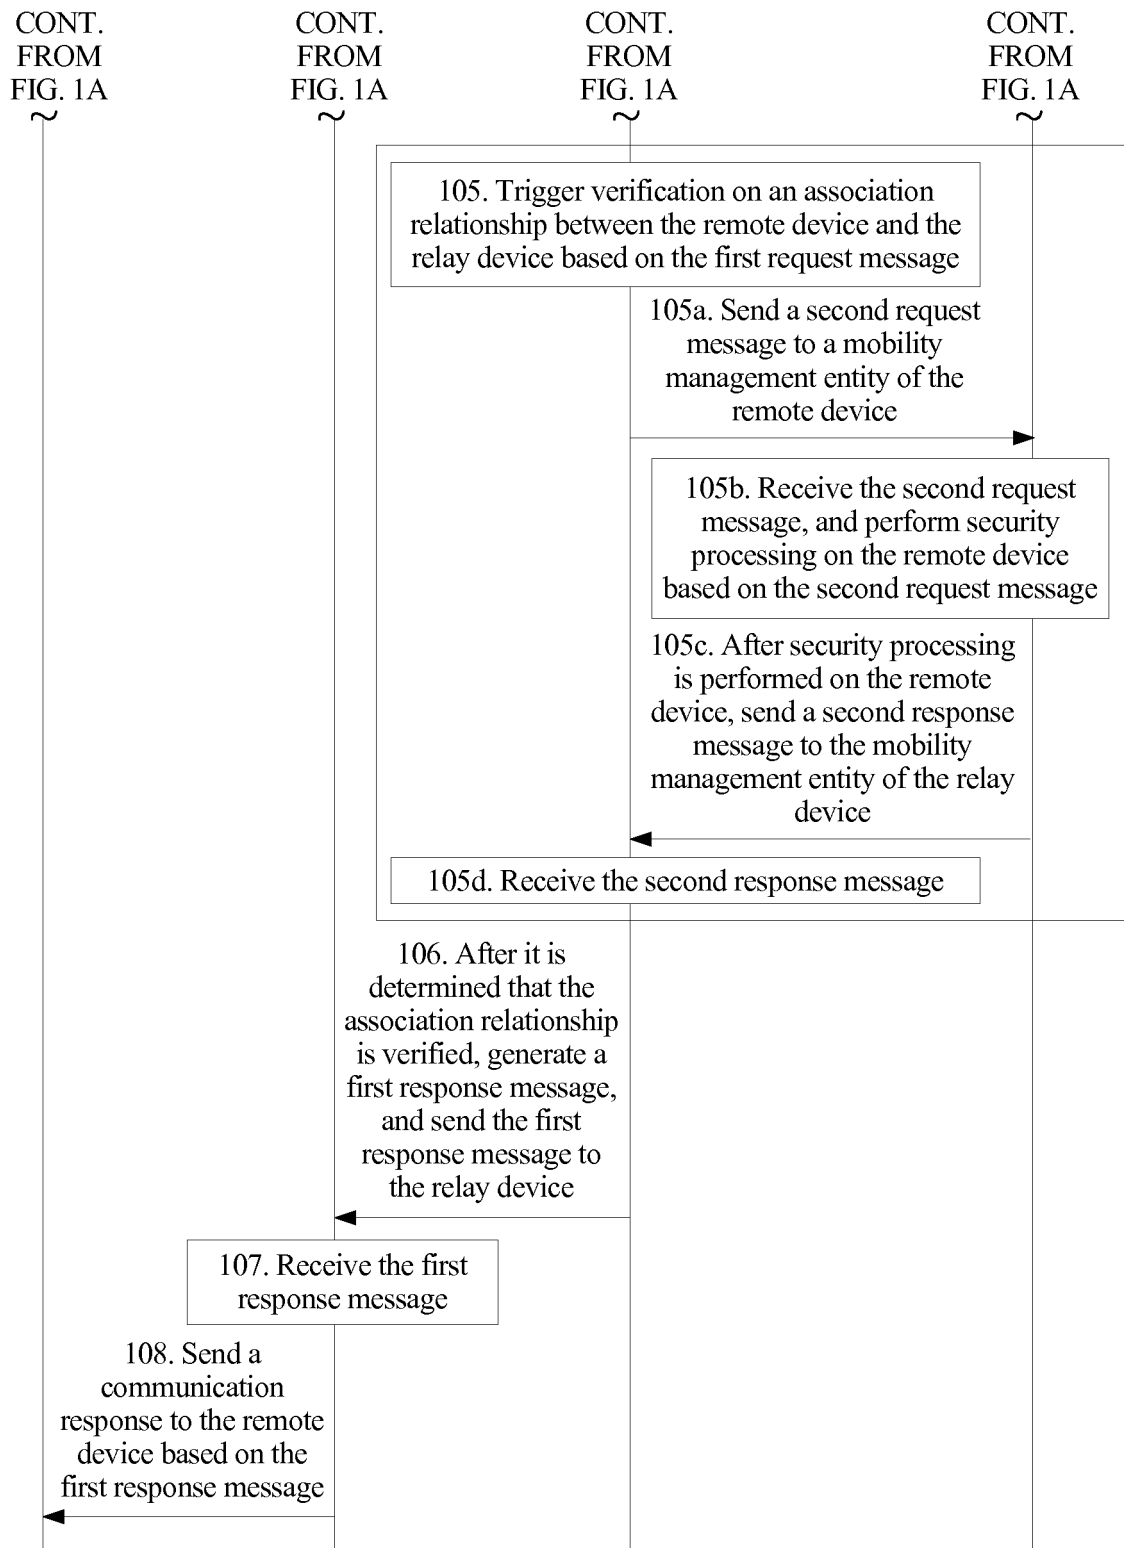 CONT.
FROM
FIG. 1A
CONT.
FROM
FIG. 1A
CONT.
FROM
FIG. 1A
CONT.
FROM
FIG. 1A
105. Trigger verification on an association
relationship between the remote device and the
relay device based on the first request message
105a. Send a second request
message to a mobility
management entity of the
remote device
105b. Receive the second request
message, and perform security
processing on the remote device
based on the second request message
105c. After security processing
is performed on the remote
device, send a second response
message to the mobility
management entity of the relay
device
105d. Receive the second response message
106. After it is
determined that the
association relationship
is verified, generate a
first response message,
and send the first
response message to
the relay device
107. Receive the first
response message
108. Send a
communication
response to the remote
device based on the
first response message